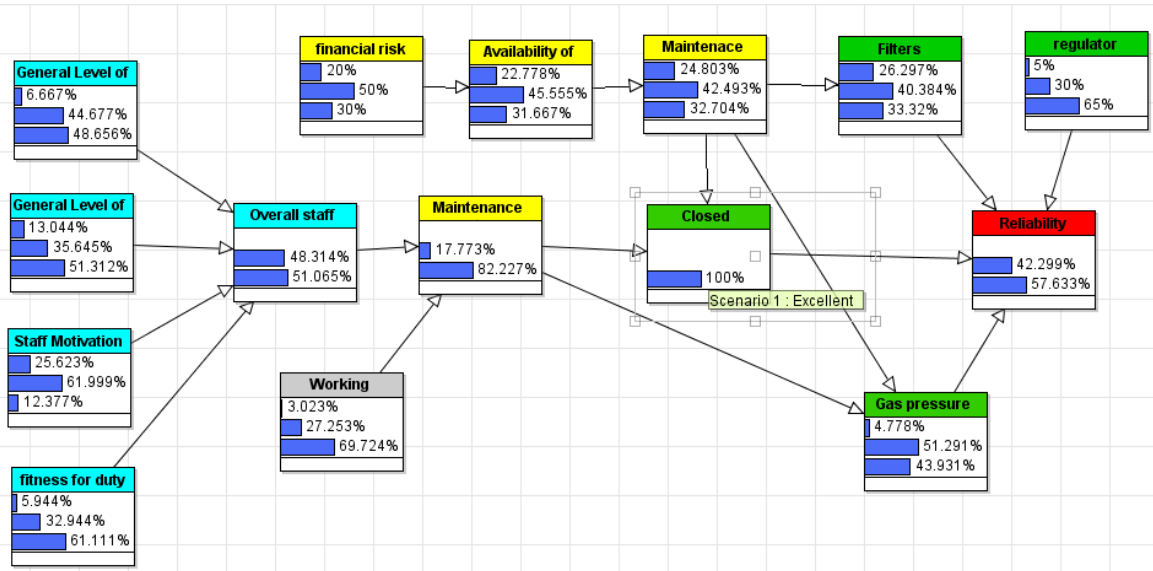 General Level of
6.667%
44.677%
48.656%
financial risk
20%
50%
30%
Availability of
22.778%
45.555%
31.667%
Maintenace
24.803%
42.493%
32.704%
Filters
26.297%
40.384%
33.32%
regulator
5%
30%
65%
General Level of
13.044%
35.645%
51.312%
Overall staff
48.314%
51.065%
Maintenance
17.773%
82.227%
Closed
100%
Scenario 1 : Excellent
Reliability
42.299%
57.633%
Staff Motivation
25.623%
61.999%
12.377%
Working
3.023%
27.253%
69.724%
Gas pressure
4.778%
51.291%
43.931%
fitness for duty
5.944%
32.944%
61.111%